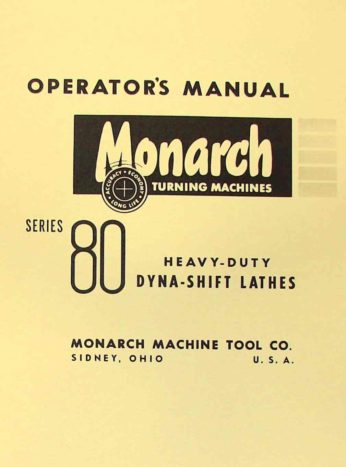 OPERATOR'S MANUAL
Monarch
TURNING MACHINES
ACCURACY • ECONOMY • LONG LIFE •
SERIES 80
HEAVY-DUTY
DYNA-SHIFT LATHES
MONARCH MACHINE TOOL CO.
SIDNEY, OHIO U. S. A.